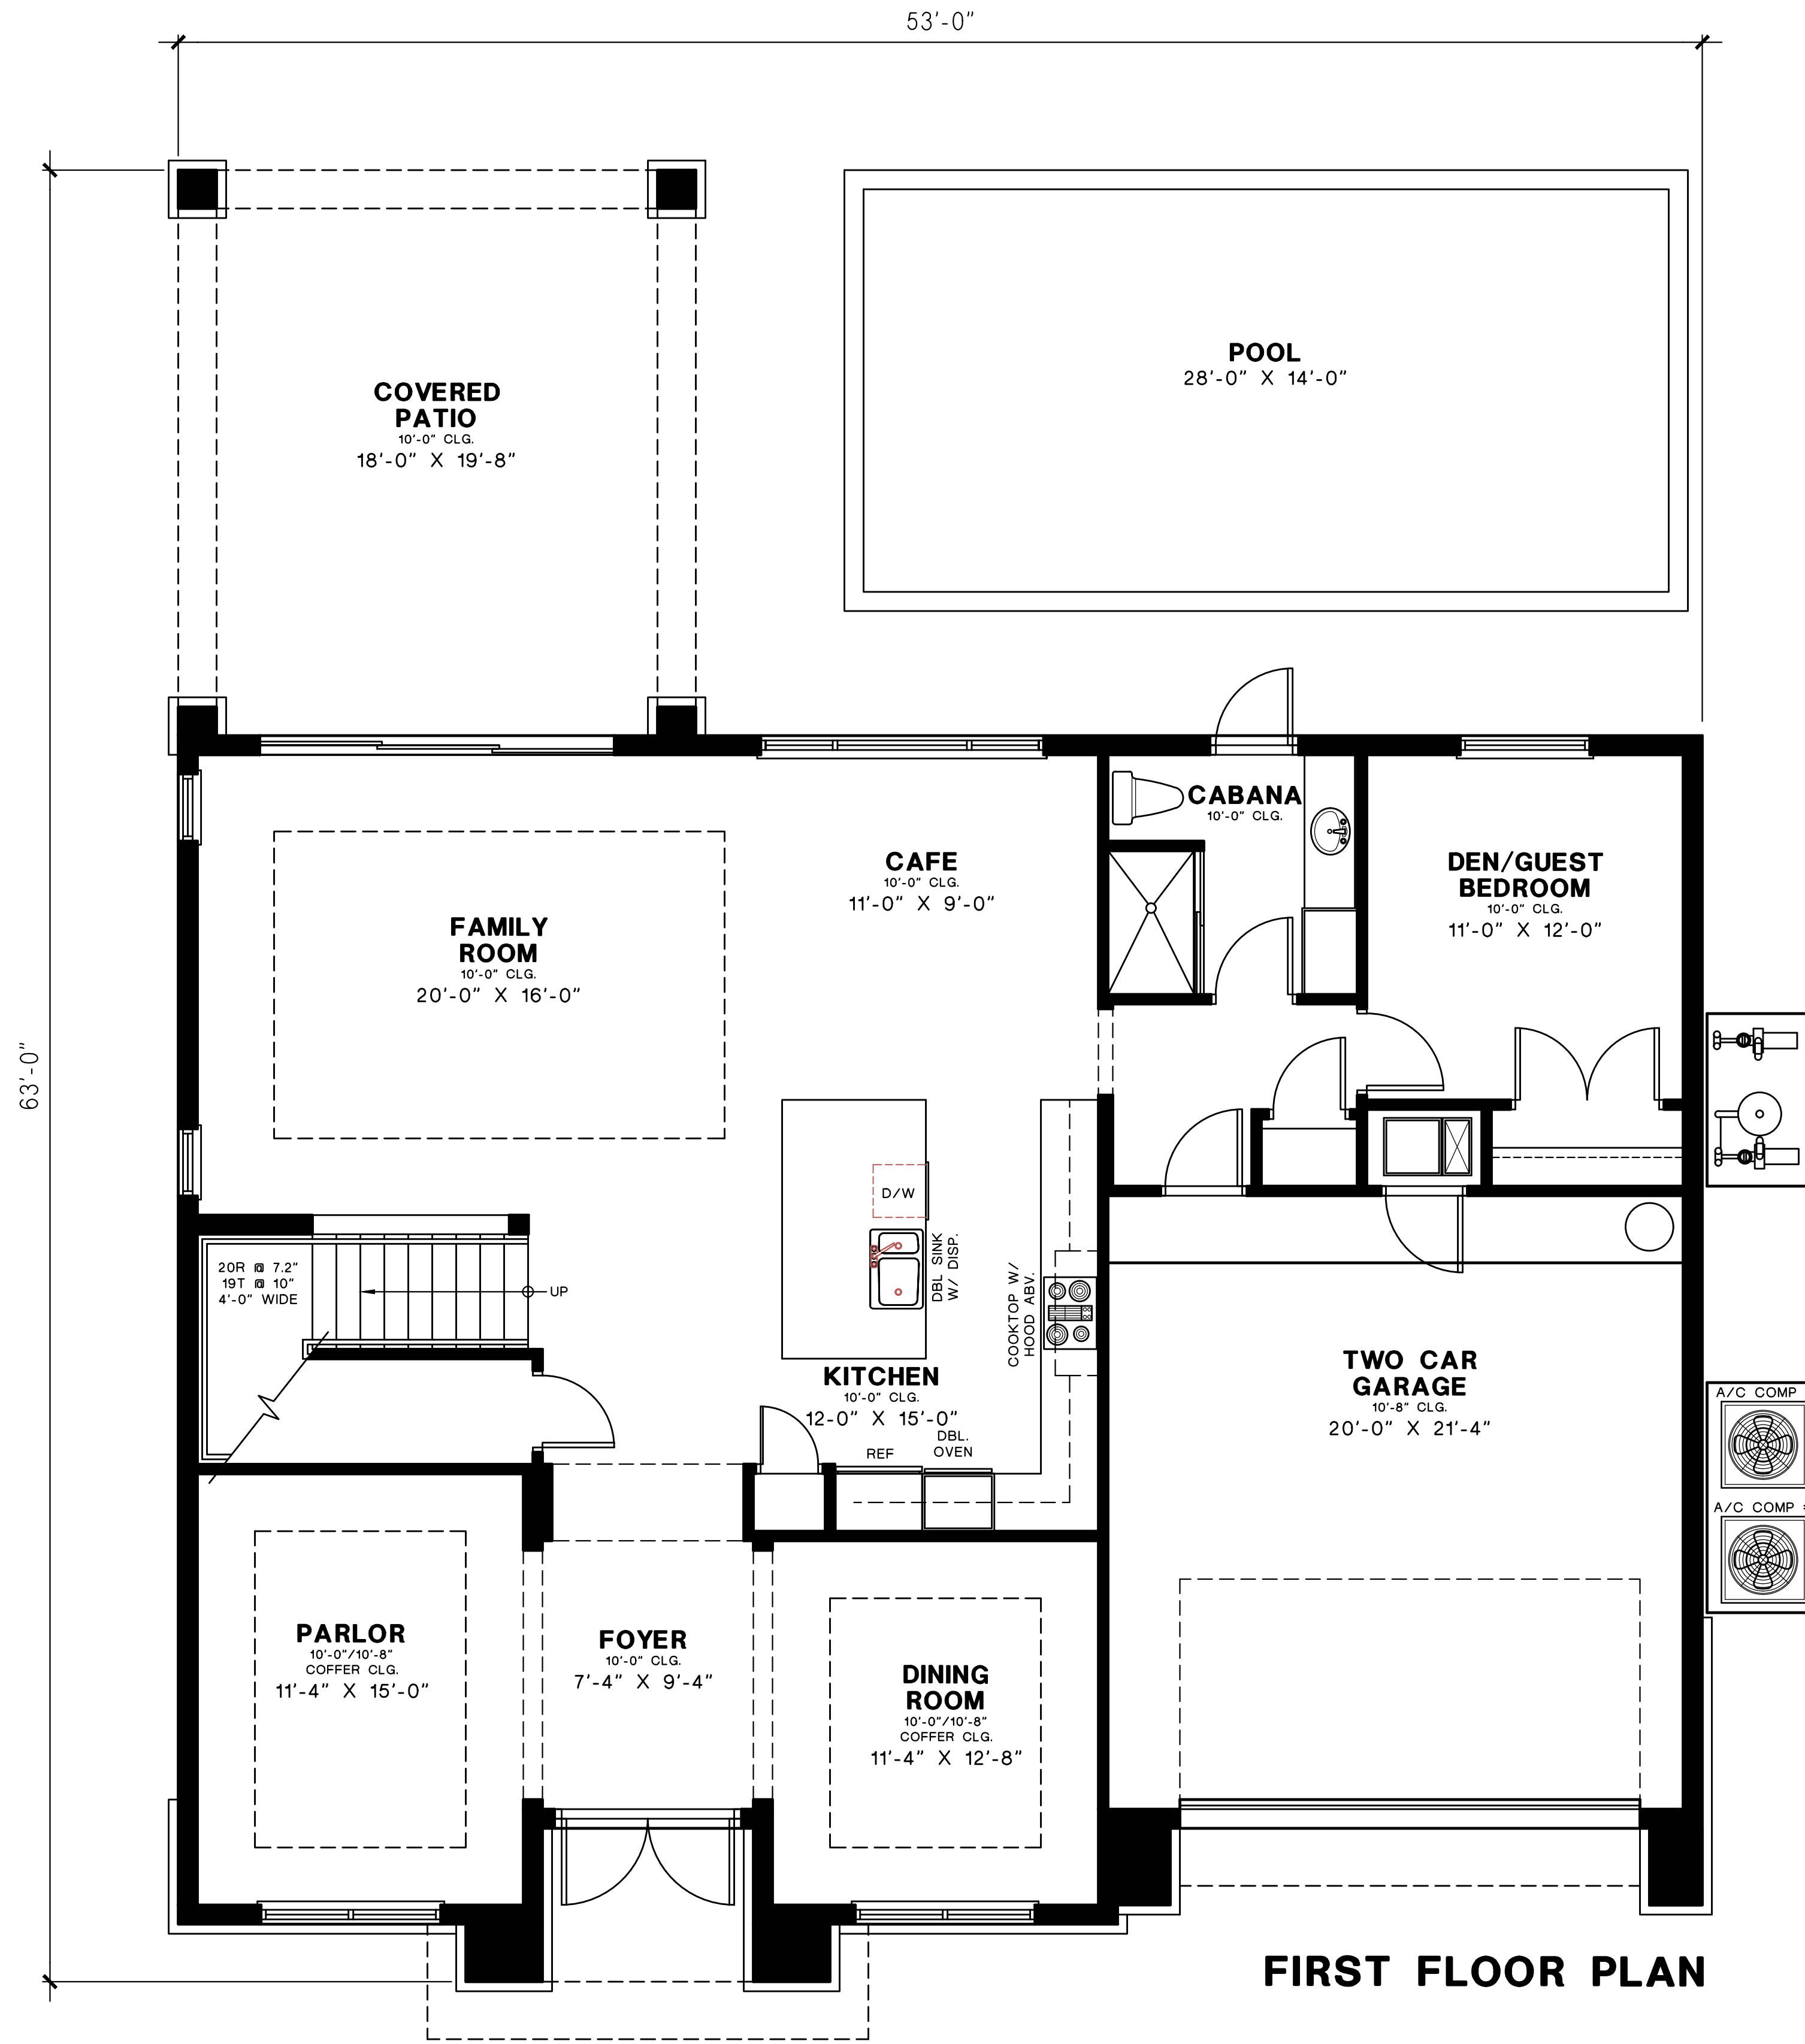 53'-0"
63'-0"
COVERED
PATIO
10'-0" CLG.
18'-0" X 19'-8"
POOL
28'-0" X 14'-0"
CABANA
10'-0" CLG.
CAFE
10'-0" CLG.
11'-0" X 9'-0"
DEN/GUEST
BEDROOM
10'-0" CLG.
11'-0" X 12'-0"
FAMILY
ROOM
10'-0" CLG.
20'-0" X 16'-0"
D/W
DBL SINK
W/ DISP.
COOKTOP W/
HOOD ABV.
20R @ 7.2"
19T @ 10"
4'-0" WIDE
UP
KITCHEN
10'-0" CLG.
12-0" X 15'-0"
REF
DBL.
OVEN
TWO CAR
GARAGE
10'-8" CLG.
20'-0" X 21'-4"
A/C COMP
A/C COMP
PARLOR
10'-0"/10'-8"
COFFER CLG.
11'-4" X 15'-0"
FOYER
10'-0" CLG.
7'-4" X 9'-4"
DINING
ROOM
10'-0"/10'-8"
COFFER CLG.
11'-4" X 12'-8"
FIRST FLOOR PLAN